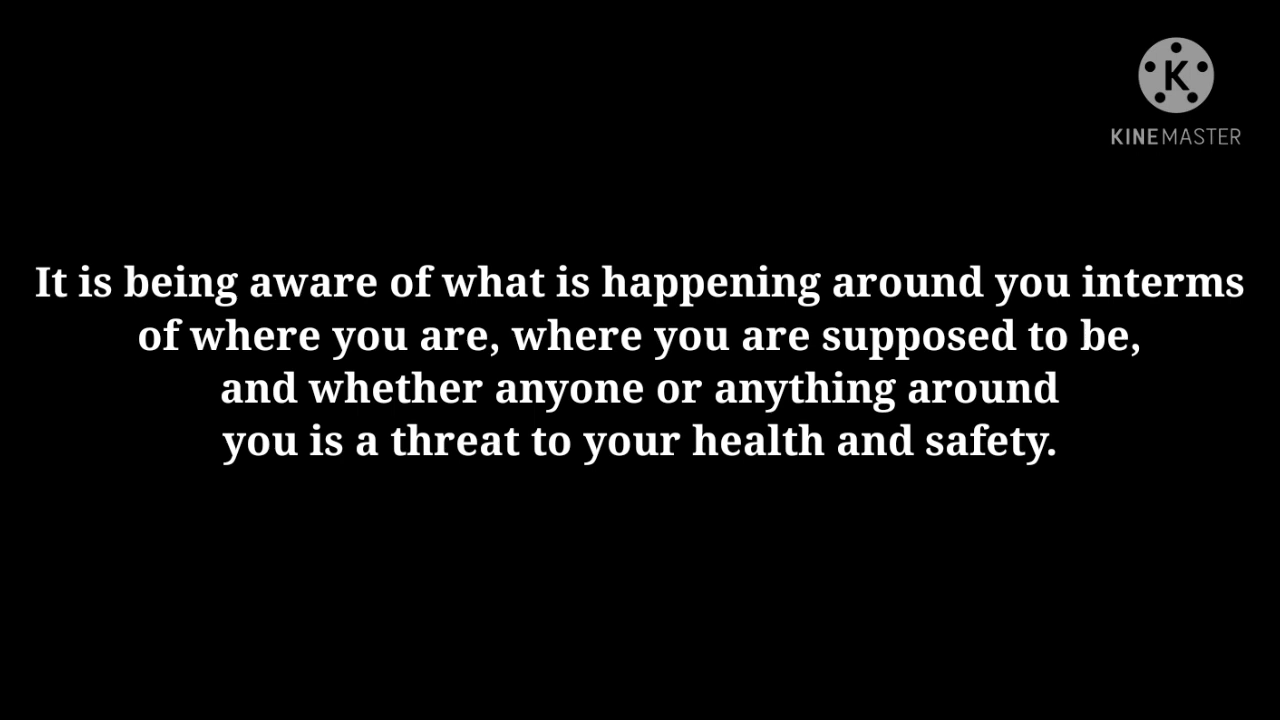 K
KINEMASTER
It is being aware of what is happening around you interms
of where you are, where you are supposed to be,
and whether anyone or anything around
you is a threat to your health and safety.